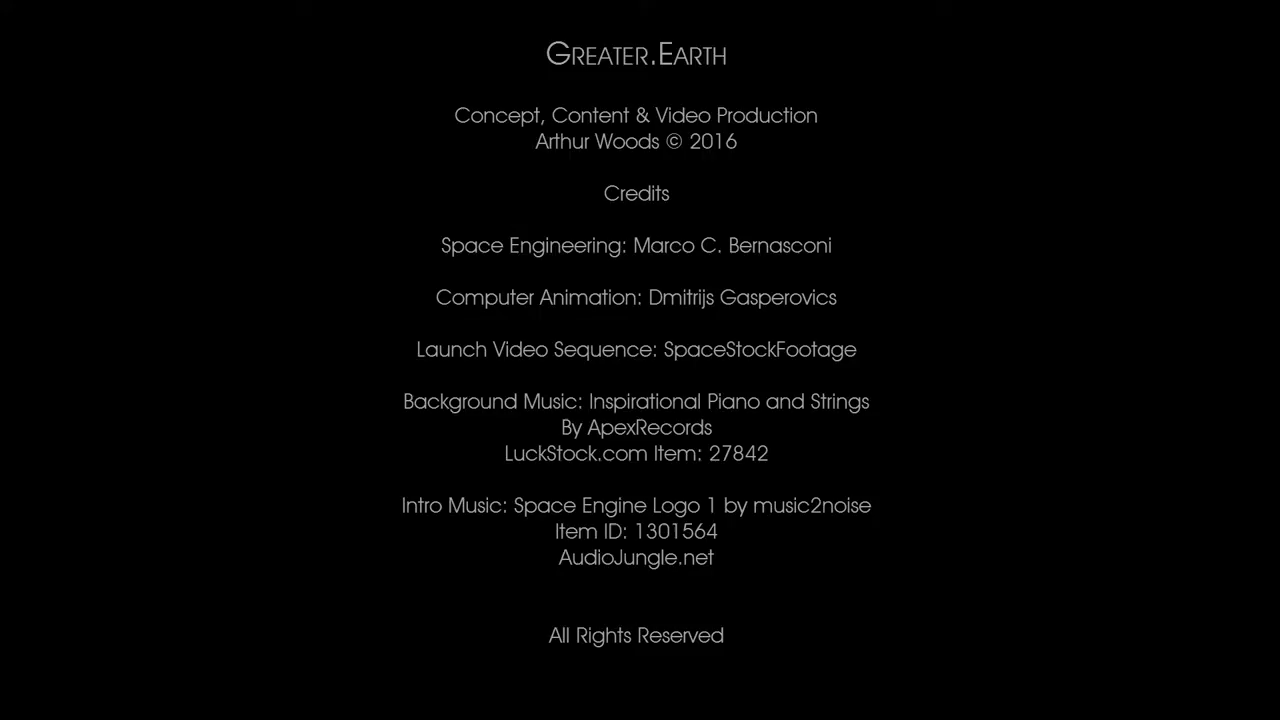 GREATER.EARTH
Concept, Content & Video Production
Arthur Woods © 2016
Credits
Space Engineering: Marco C. Bernasconi
Computer Animation: Dmitrijs Gasperovics
Launch Video Sequence: SpaceStockFootage
Background Music: Inspirational Piano and Strings
By ApexRecords
LuckStock.com Item: 27842
Intro Music: Space Engine Logo 1 by music2noise
Item ID: 1301564
AudioJungle.net
All Rights Reserved